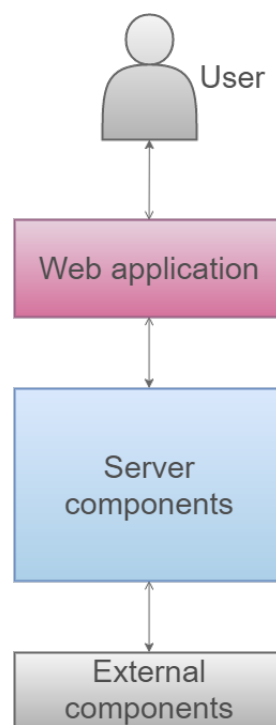 User
Web application
Server
components
External
components